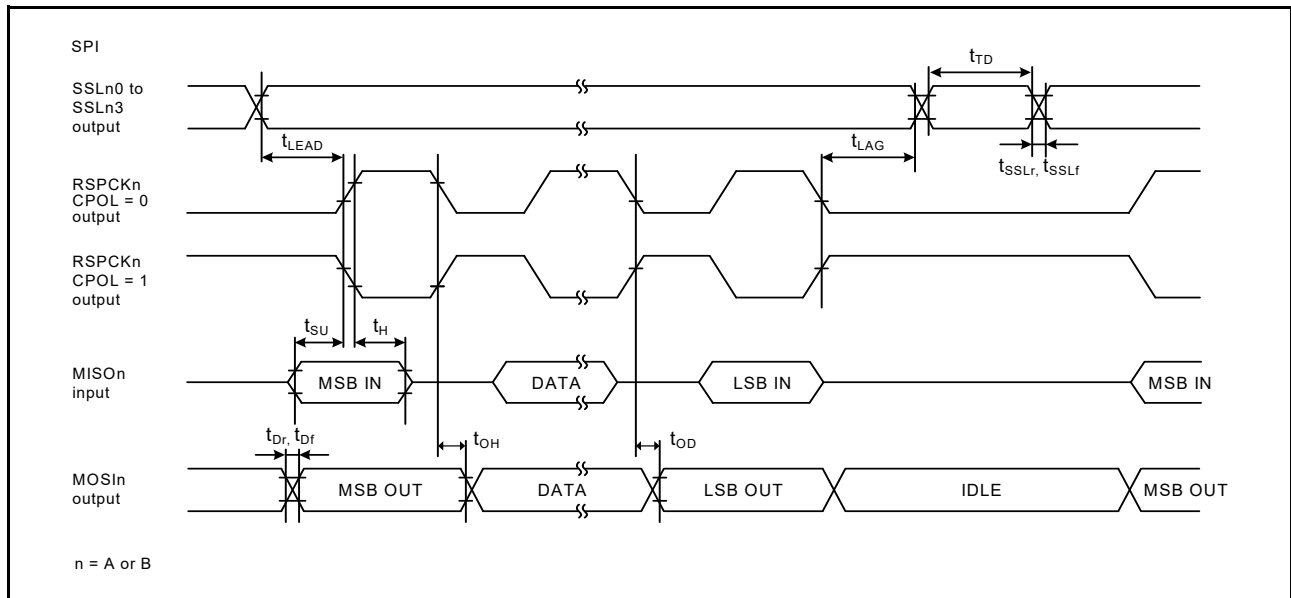 SPI
SSLn0 to
SSLn3
output
tTD
tLEAD
tLAG
tSSLr, tSSLf
RSPCKn
CPOL = 0
output
RSPCKn
CPOL = 1
output
tSU
tH
MISOn
input
MSB IN
DATA
LSB IN
MSB IN
tDr, tDf
tOH
tOD
MOSIn
output
MSB OUT
DATA
LSB OUT
IDLE
MSB OUT
n = A or B